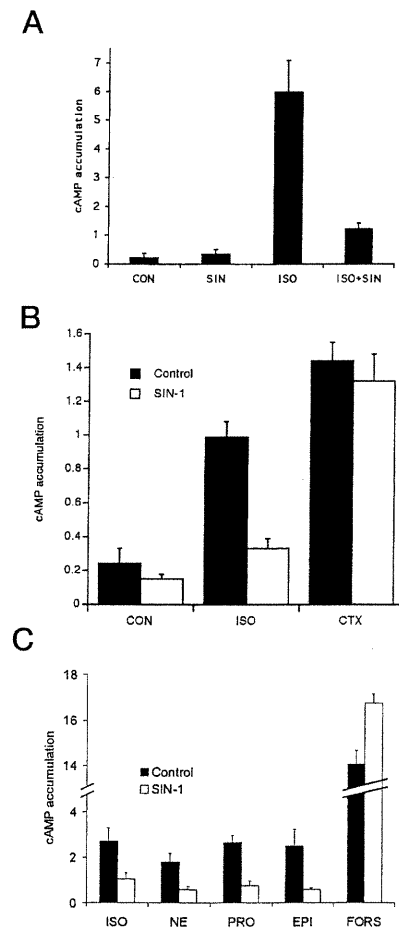 A
cAMP accumulation
7
6
5
4
3
2
1
0
CON SIN ISO ISO+SIN
B
cAMP accumulation
1.6
1.4
1.2
1
0.8
0.6
0.4
0.2
0
Control
SIN-1
CON ISO CTX
C
cAMP accumulation
18
16
14
4
2
0
Control
SIN-1
ISO NE PRO EPI FORS